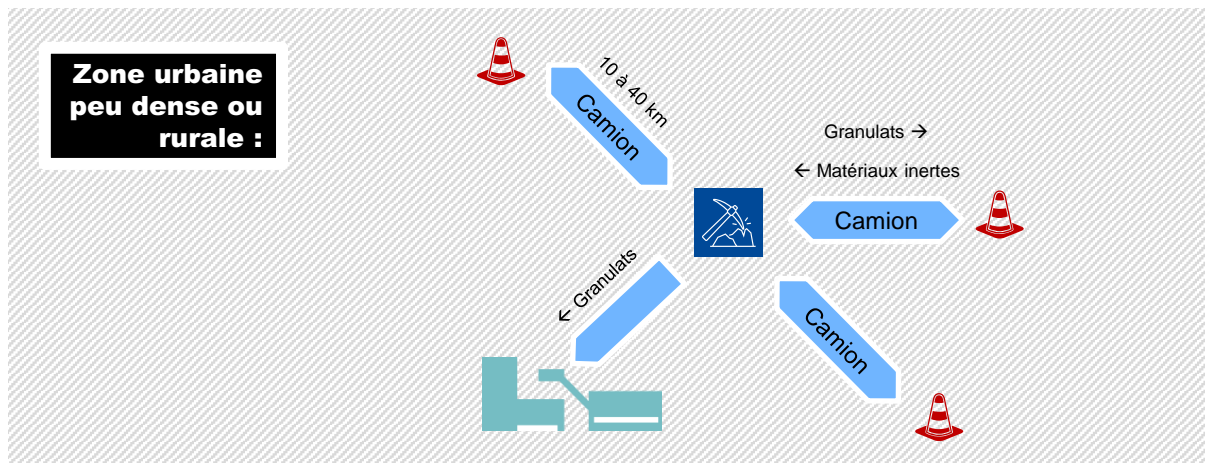 Zone urbaine
peu dense ou
rurale :
10 à 40 km
Camion
Granulats →
← Matériaux inertes
Camion
← Granulats
Camion